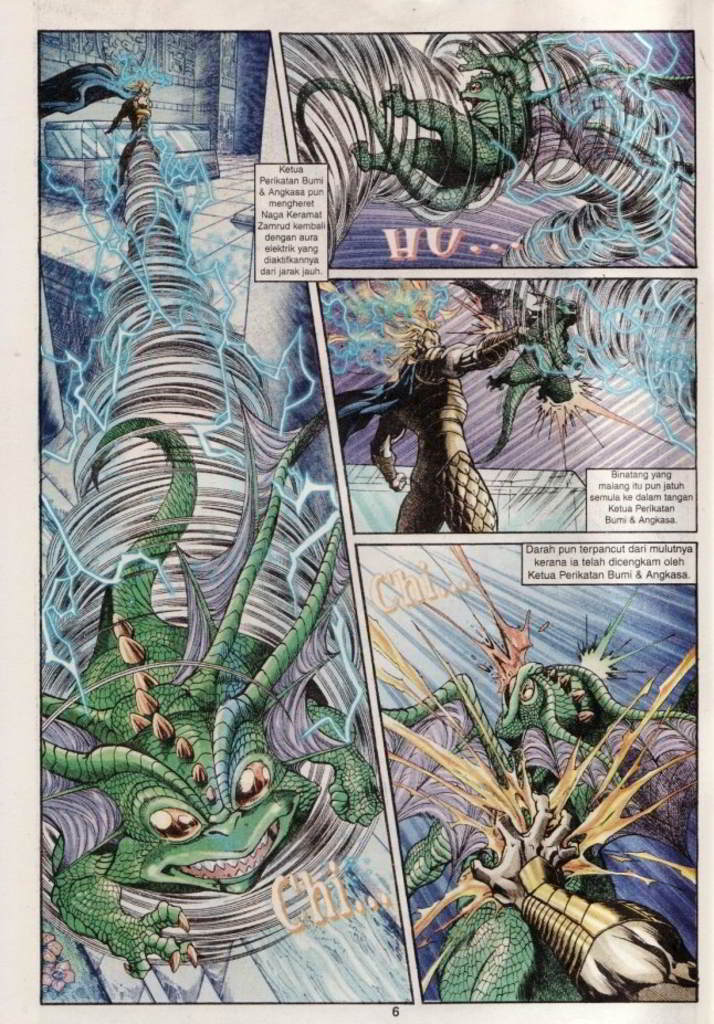 Ketua
Perikatan Bumi
& Angkasa pun
mengheret
Naga Keramat
Zamrud kembali
dengan aura
elektrik yang
diaktifkannya
dari jarak jauh.
HU...
Binatang yang
malang itu pun jatuh
semula ke dalam tangan
Ketua Perikatan
Bumi & Angkasa.
Chi...
Darah pun terpancut dari mulutnya
kerana ia telah dicengkam oleh
Ketua Perikatan Bumi & Angkasa.
Chi...
6